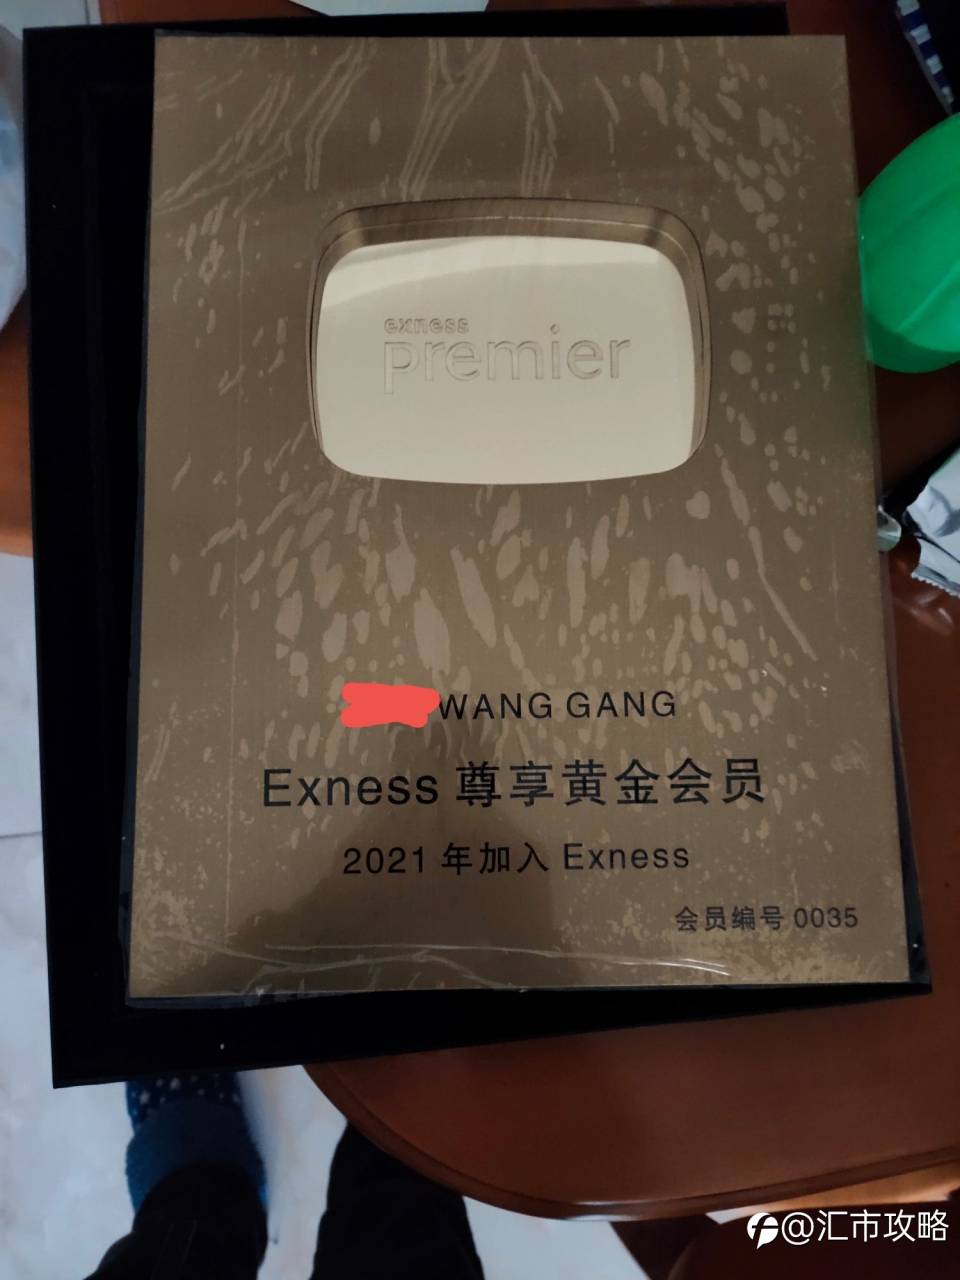 exness
premier
WANG GANG
Exness 尊享黄金会员
2021 年加入 Exness
会员编号 0035
@汇市攻略